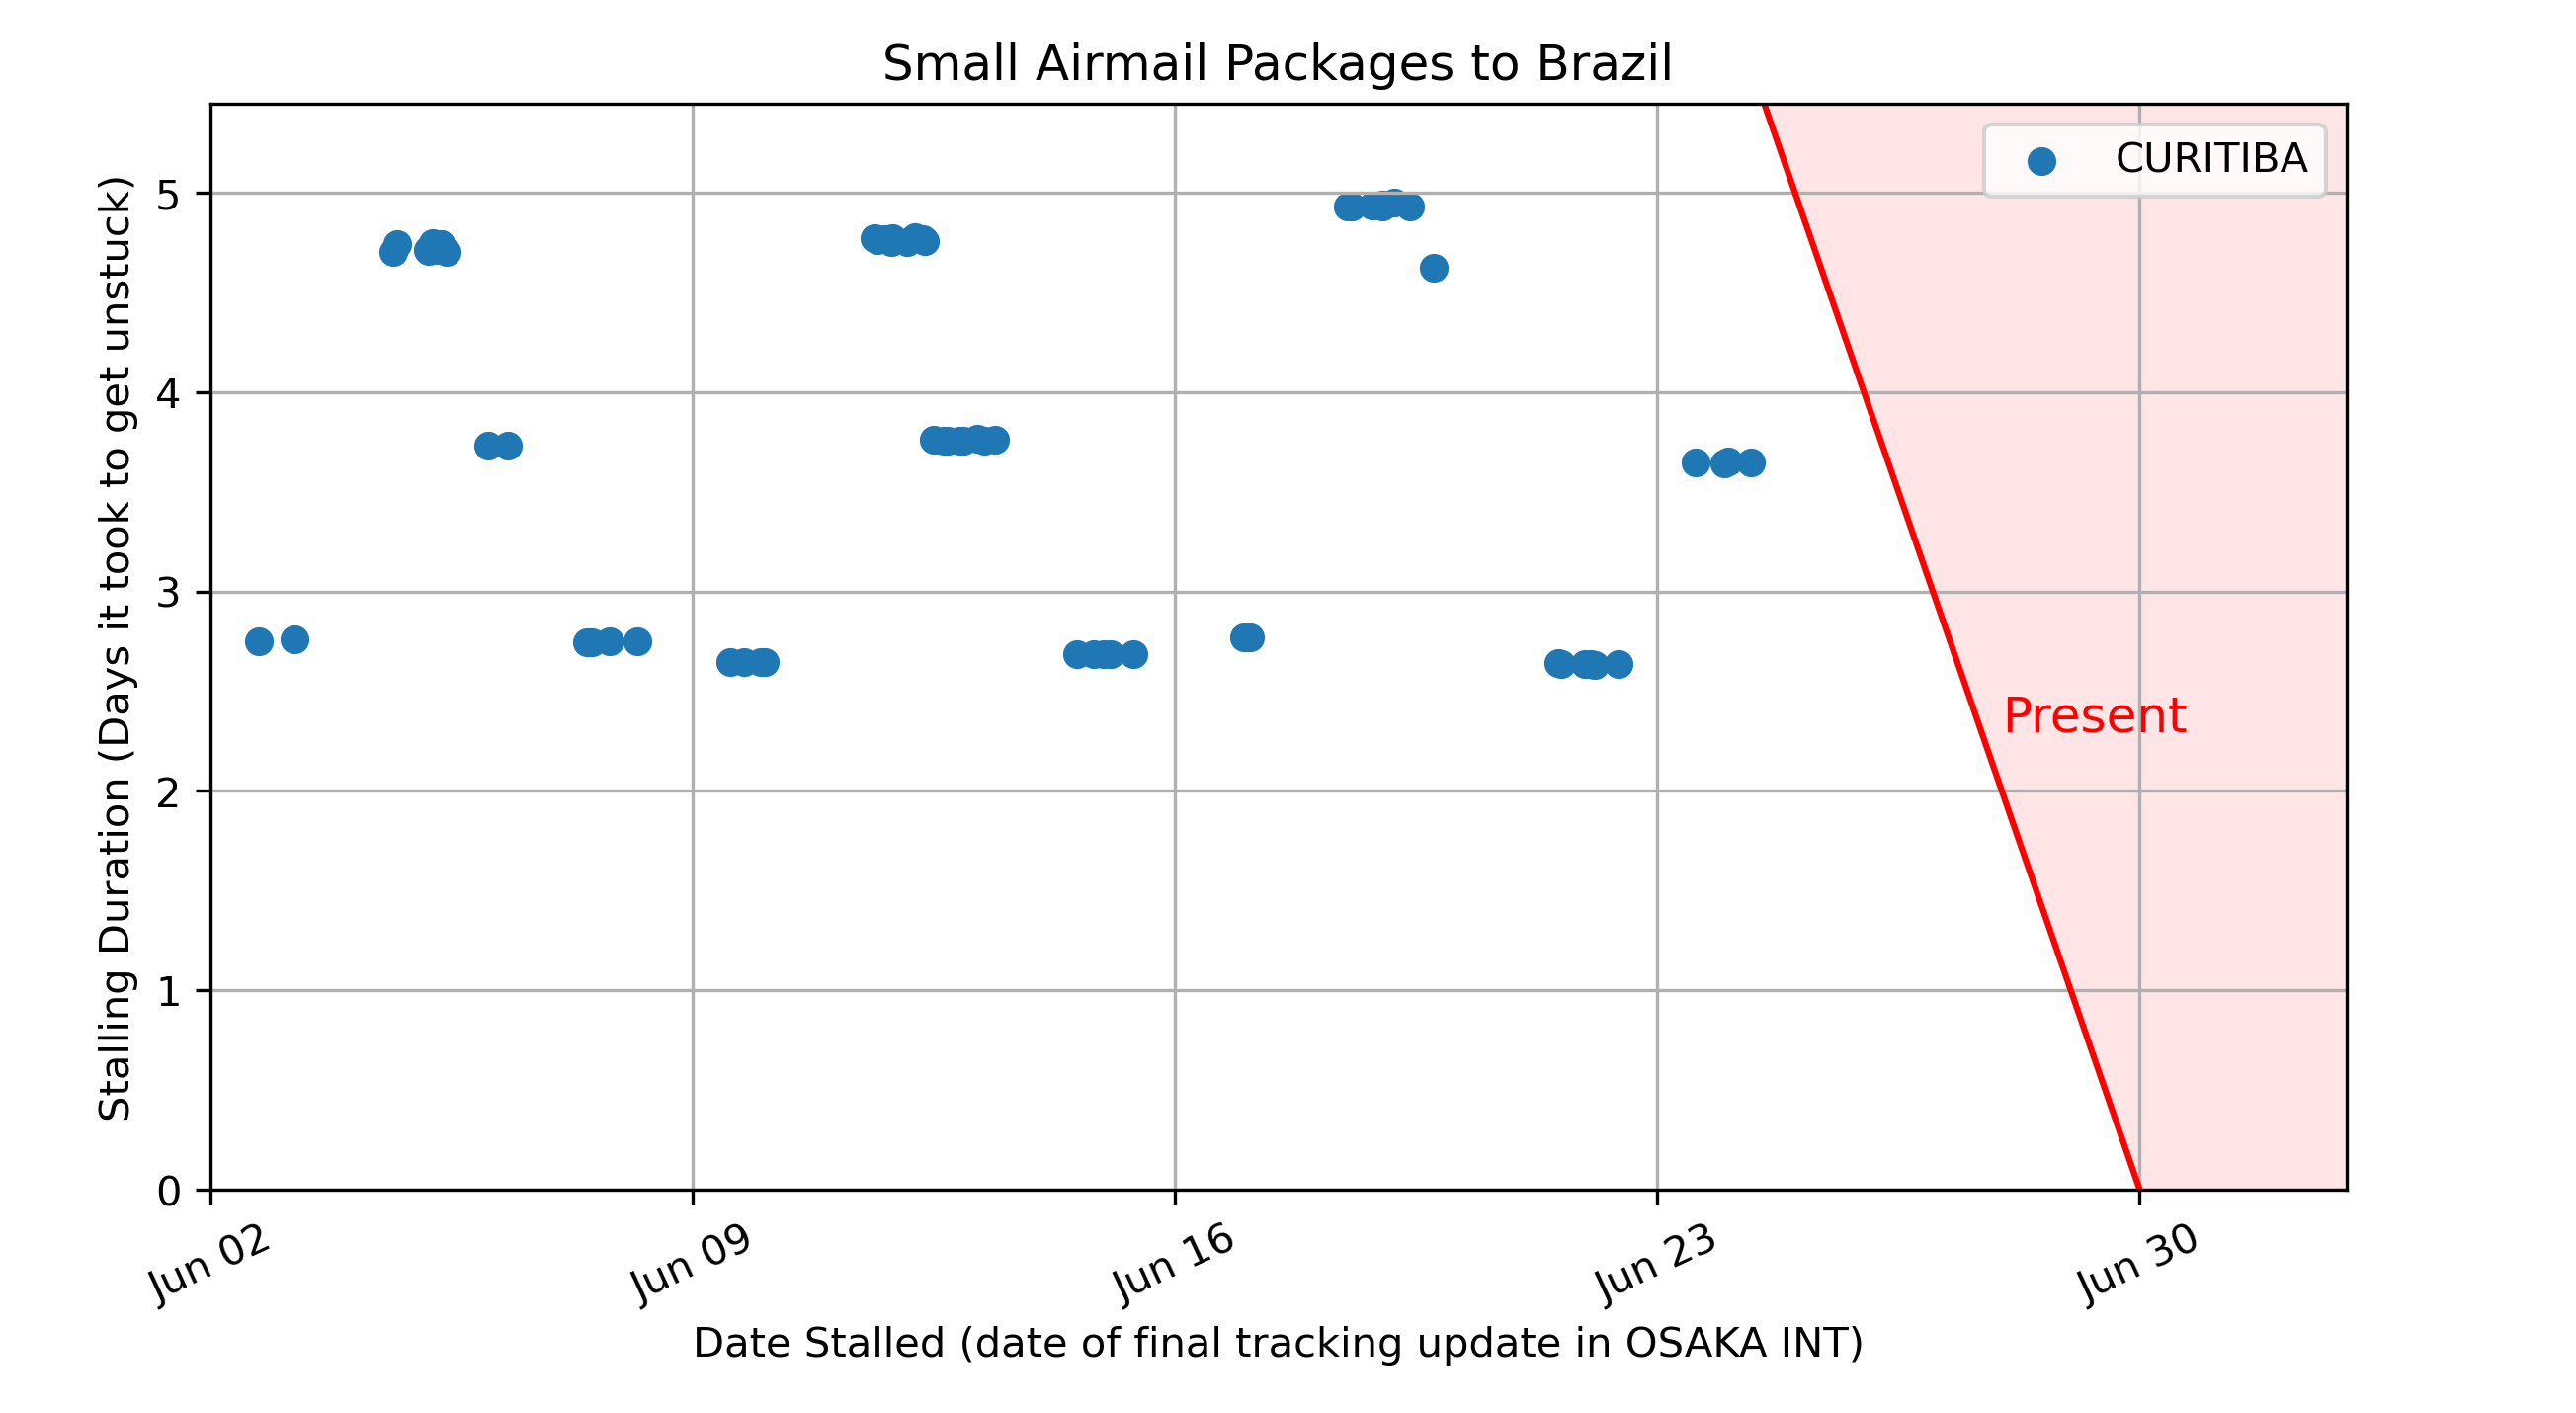 Small Airmail Packages to Brazil
CURITIBA
5
4
3
2
1
0
Stalling Duration (Days it took to get unstuck)
Present
Jun 02
Jun 09
Jun 16
Jun 23
Jun 30
Date Stalled (date of final tracking update in OSAKA INT)